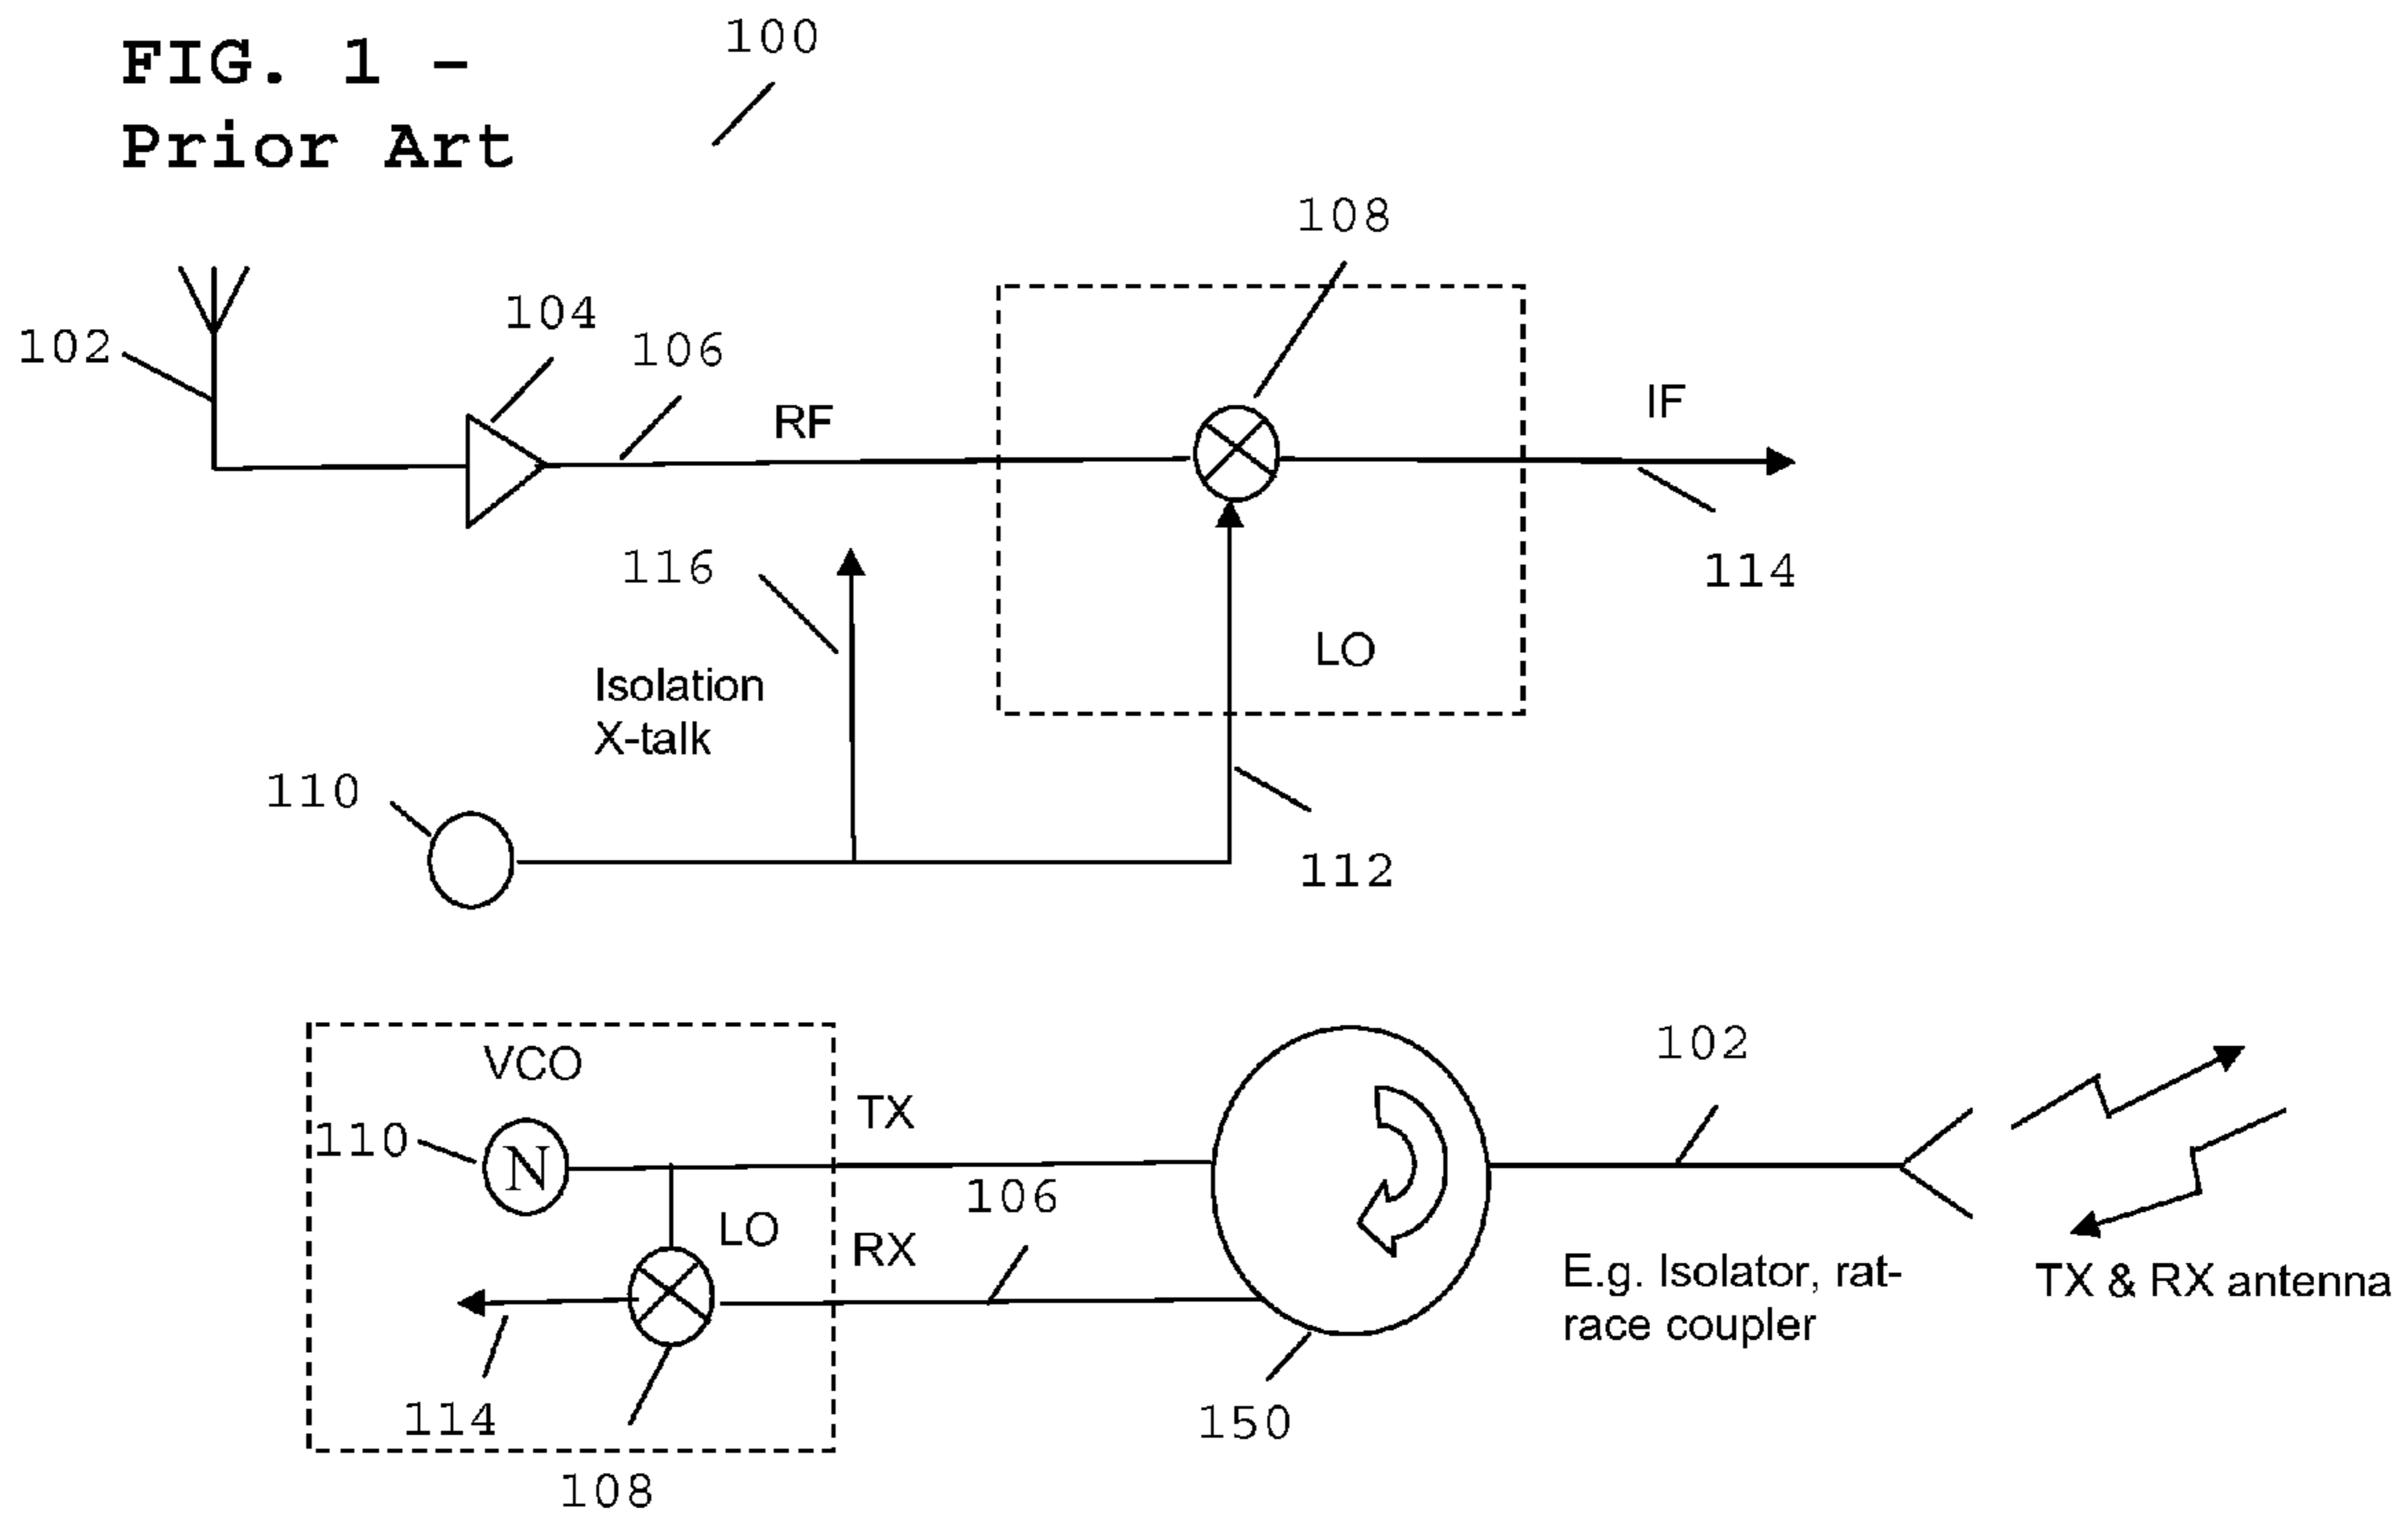 FIG. 1 -
Prior Art
100
108
102
104
106
RF
IF
116
114
LO
Isolation
X-talk
110
112
VCO
110
TX
102
106
LO
RX
E.g. Isolator, rat-
race coupler
TX & RX antenna
N
114
150
108